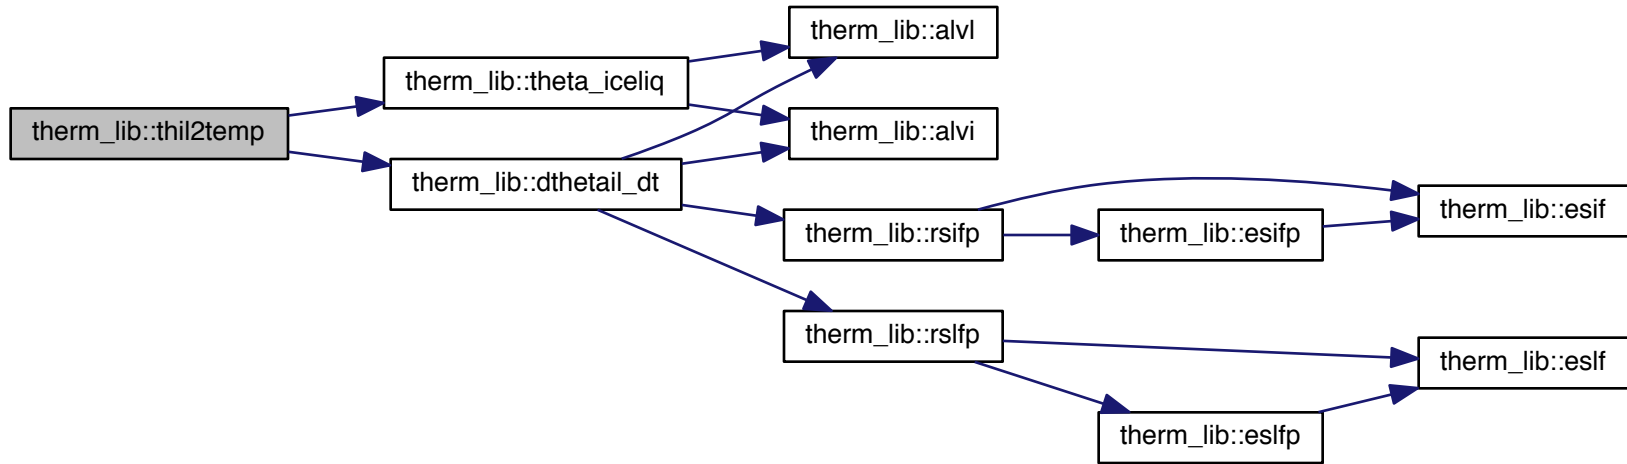 therm_lib::thil2temp
therm_lib::theta_iceliq
therm_lib::dthetail_dt
therm_lib::alvl
therm_lib::alvi
therm_lib::rsifp
therm_lib::rslfp
therm_lib::esifp
therm_lib::eslfp
therm_lib::esif
therm_lib::eslf